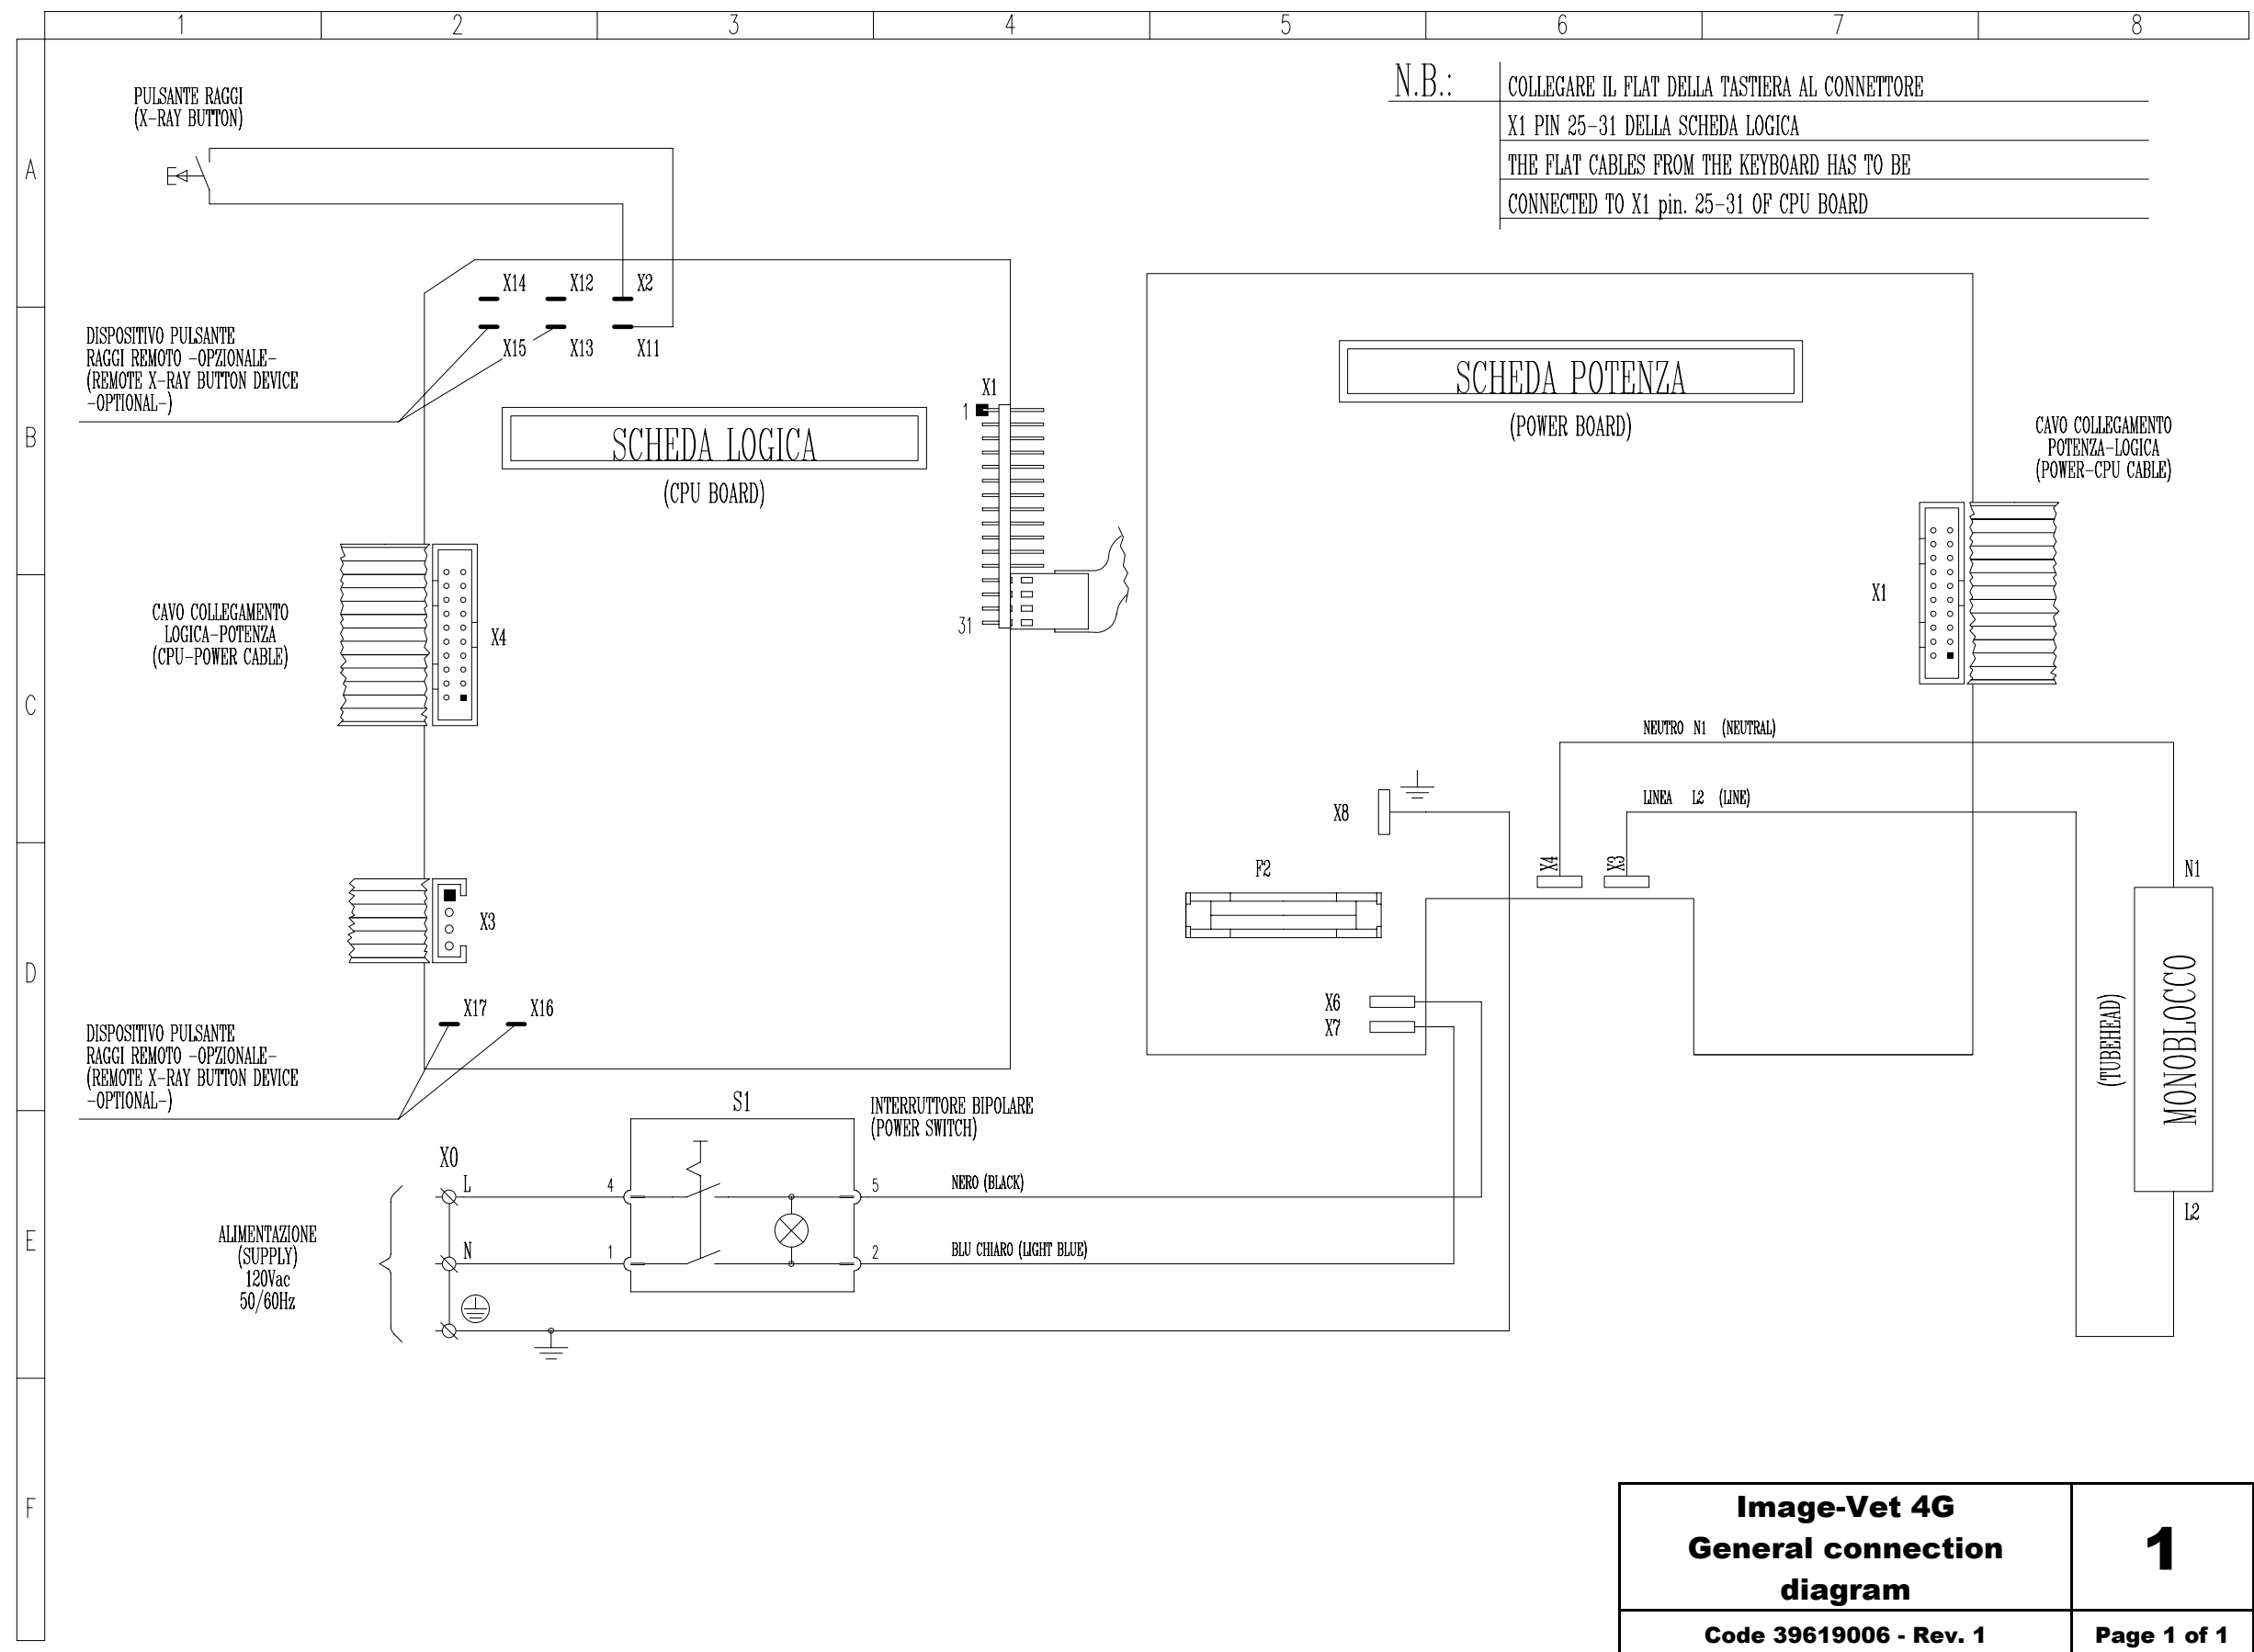 1 2 3 4 5 6 7 8
A
B
C
D
E
F
PULSANTE RAGGI
(X-RAY BUTTON)
N.B.:
COLLEGARE IL FLAT DELLA TASTIERA AL CONNETTORE
X1 PIN 25-31 DELLA SCHEDA LOGICA
THE FLAT CABLES FROM THE KEYBOARD HAS TO BE
CONNECTED TO X1 pin. 25-31 OF CPU BOARD
X14 X12 X2
X15 X13 X11
DISPOSITIVO PULSANTE
RAGGI REMOTO -OPZIONALE-
(REMOTE X-RAY BUTTON DEVICE
-OPTIONAL-)
SCHEDA LOGICA
(CPU BOARD)
X1
1
31
SCHEDA POTENZA
(POWER BOARD)
CAVO COLLEGAMENTO
POTENZA-LOGICA
(POWER-CPU CABLE)
X1
CAVO COLLEGAMENTO
LOGICA-POTENZA
(CPU-POWER CABLE)
X4
NEUTRO N1 (NEUTRAL)
LINEA L2 (LINE)
X8
F2
X4
X3
N1
X3
X6
X7
MONOBLOCCO
(TUBEHEAD)
L2
X17 X16
DISPOSITIVO PULSANTE
RAGGI REMOTO -OPZIONALE-
(REMOTE X-RAY BUTTON DEVICE
-OPTIONAL-)
S1
INTERRUTTORE BIPOLARE
(POWER SWITCH)
X0
L
4
5
NERO (BLACK)
N
1
2
BLU CHIARO (LIGHT BLUE)
ALIMENTAZIONE
(SUPPLY)
120Vac
50/60Hz
Image-Vet 4G
General connection
diagram
1
Code 39619006 - Rev. 1
Page 1 of 1